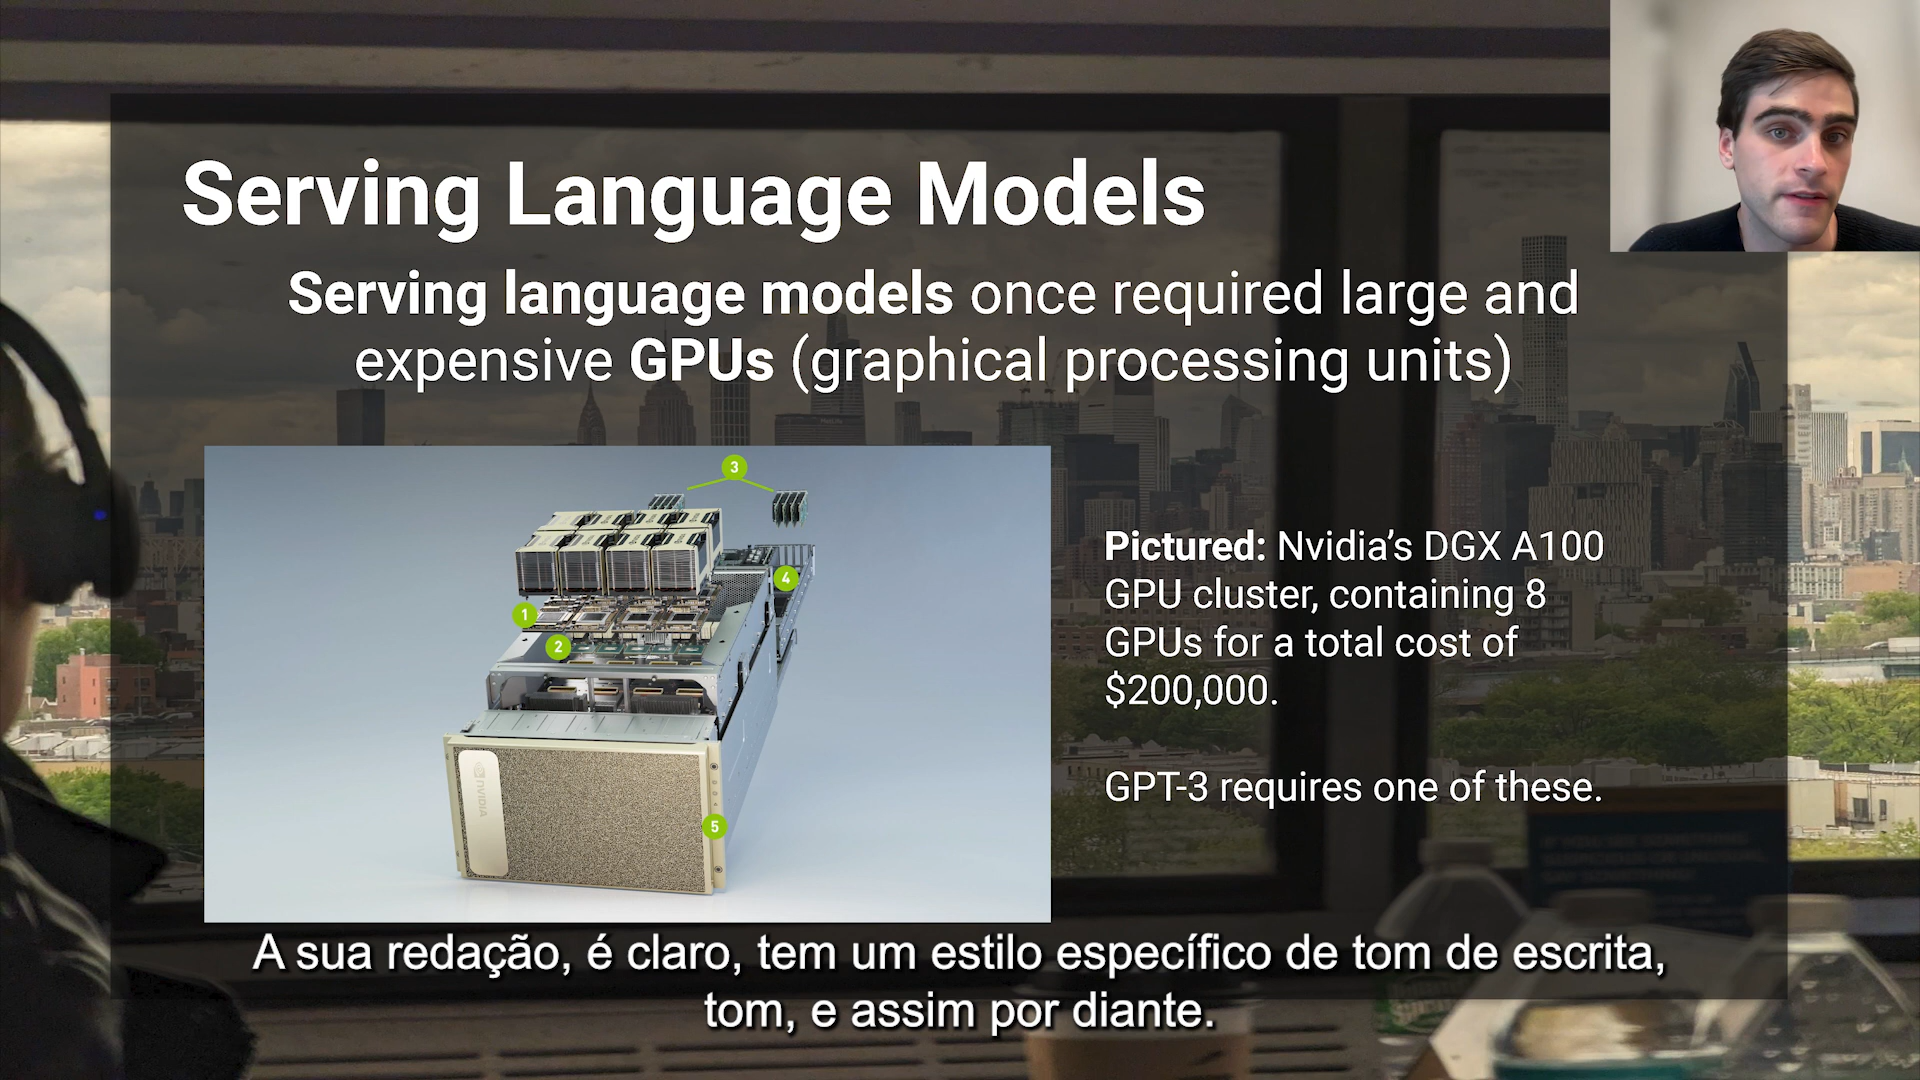 Serving Language Models
Serving language models once required large and
expensive GPUs (graphical processing units)
3
4
1
2
5
NVIDIA
Pictured: Nvidia's DGX A100
GPU cluster, containing 8
GPUs for a total cost of
$200,000.
GPT-3 requires one of these.
A sua redação, é claro, tem um estilo específico de tom de escrita,
tom, e assim por diante.